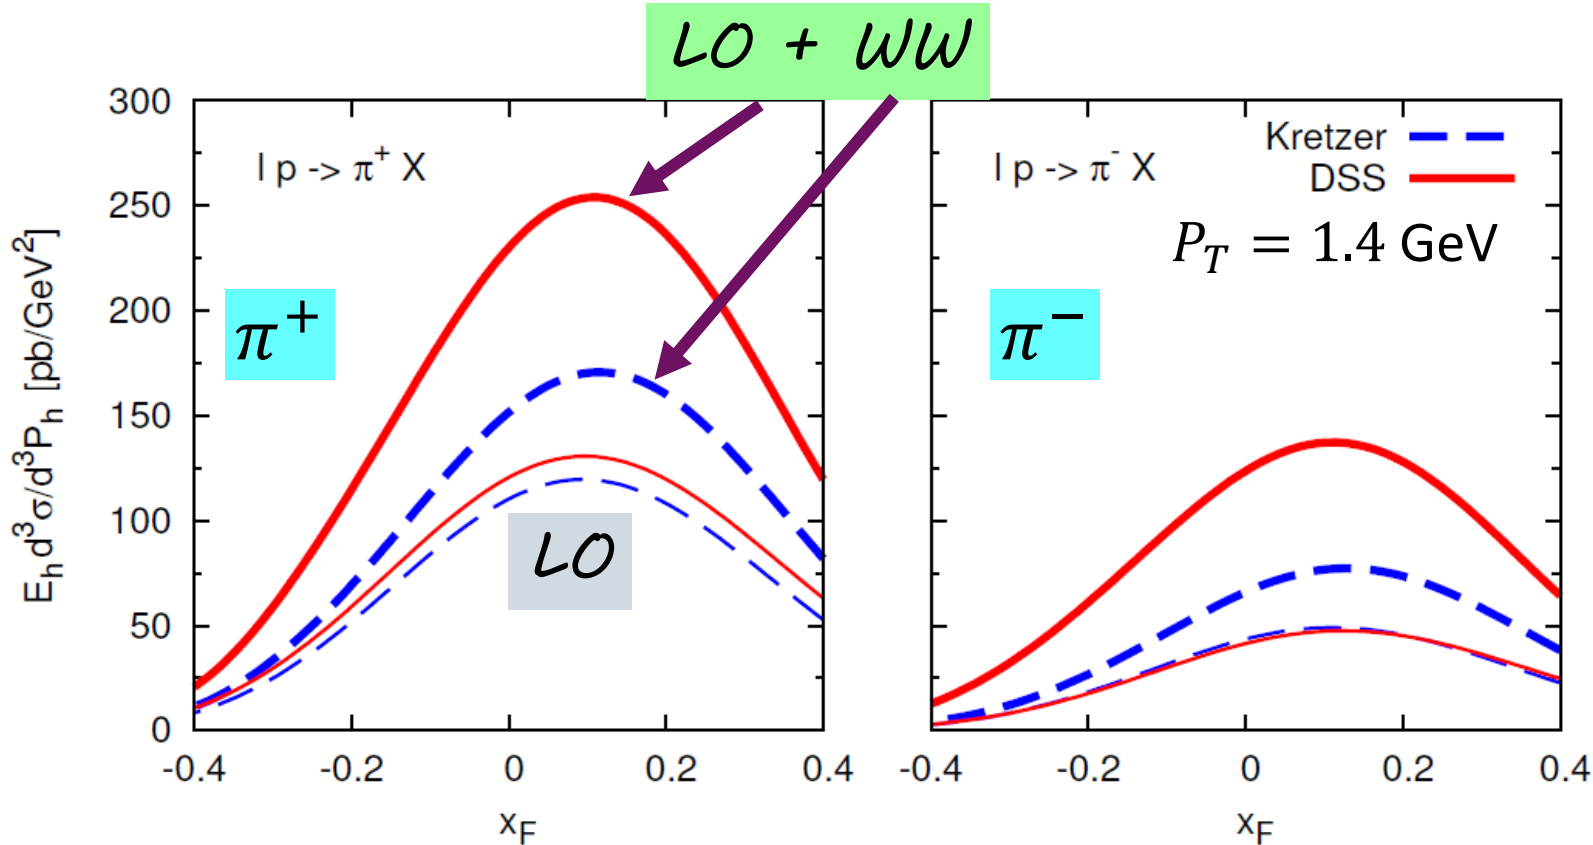 LO + WW
300
250
200
150
100
50
0
E_h d^3 σ/d^3P_h [pb/GeV^2]
l p -> π^+ X
π^+
LO
-0.4 -0.2 0 0.2 0.4
x_F
l p -> π^- X
Kretzer
DSS
P_T = 1.4 GeV
π^−
-0.4 -0.2 0 0.2 0.4
x_F